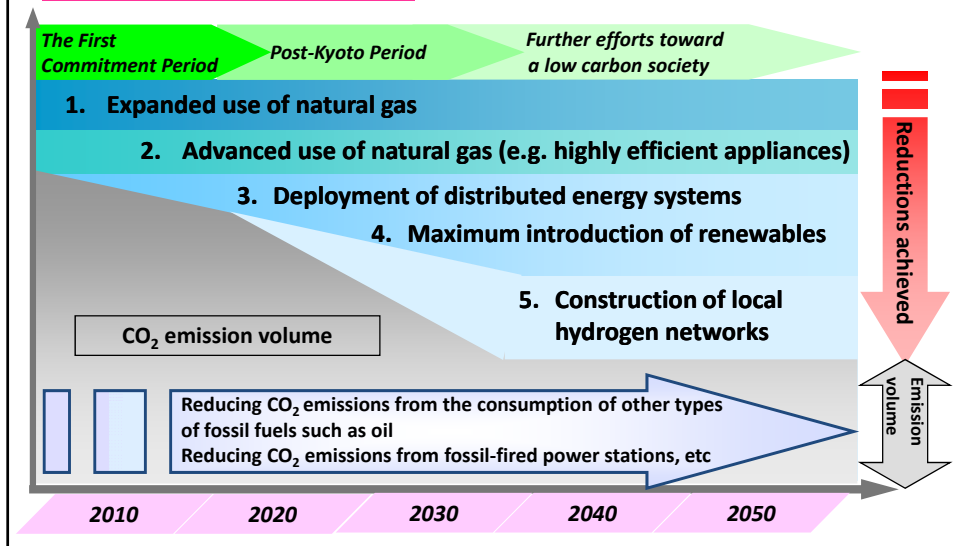 The First
Commitment Period
Post-Kyoto Period
Further efforts toward
a low carbon society
1. Expanded use of natural gas
2. Advanced use of natural gas (e.g. highly efficient appliances)
3. Deployment of distributed energy systems
4. Maximum introduction of renewables
5. Construction of local
hydrogen networks
Reductions achieved
CO₂ emission volume
Emission
volume
Reducing CO₂ emissions from the consumption of other types
of fossil fuels such as oil
Reducing CO₂ emissions from fossil-fired power stations, etc
2010
2020
2030
2040
2050